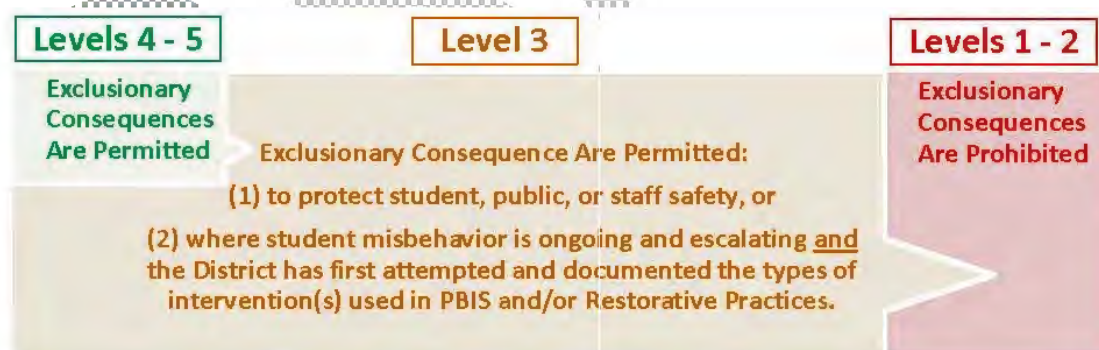 Levels 4 - 5
Exclusionary
Consequences
Are Permitted
Level 3
Exclusionary Consequence Are Permitted:
(1) to protect student, public, or staff safety, or
(2) where student misbehavior is ongoing and escalating and
the District has first attempted and documented the types of
intervention(s) used in PBIS and/or Restorative Practices.
Levels 1 - 2
Exclusionary
Consequences
Are Prohibited